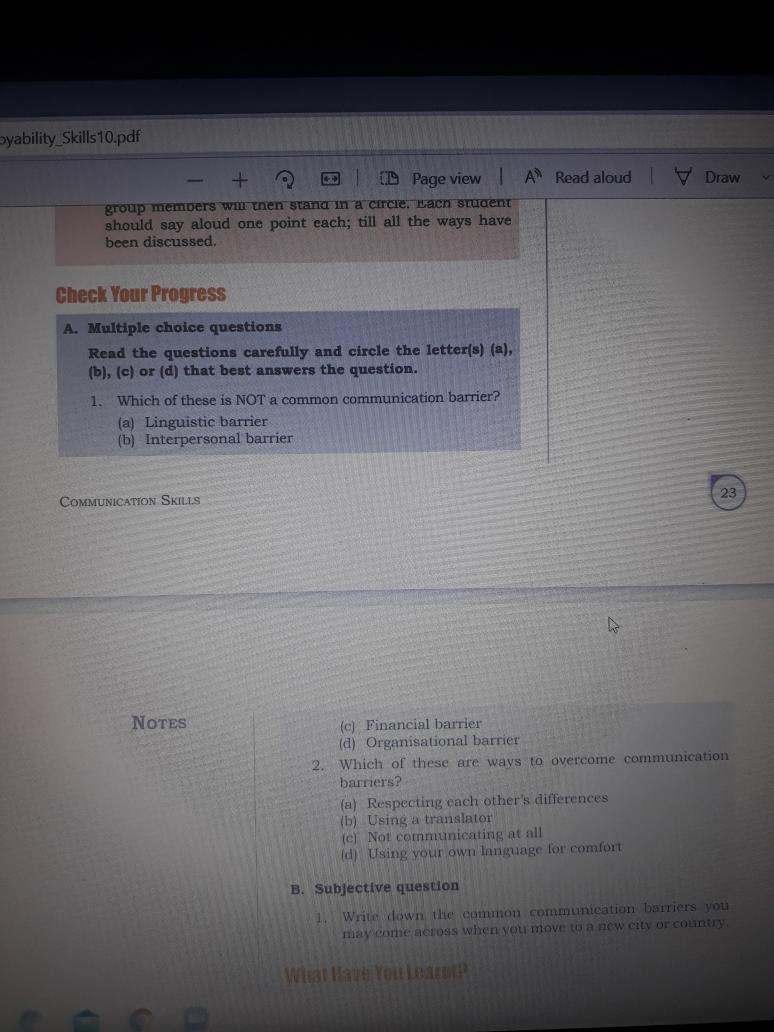 oyability_Skills10.pdf
Page view
Read aloud
Draw
group members will then stand in a circle. Each student
should say aloud one point each; till all the ways have
been discussed.
Check Your Progress
A. Multiple choice questions
Read the questions carefully and circle the letter(s) (a),
(b), (c) or (d) that best answers the question.
1. Which of these is NOT a common communication barrier?
(a) Linguistic barrier
(b) Interpersonal barrier
COMMUNICATION SKILLS
23
NOTES
(c) Financial barrier
(d) Organisational barrier
2. Which of these are ways to overcome communication
barriers?
(a) Respecting each other's differences
(b) Using a translator
(c) Not communicating at all
(d) Using your own language for comfort
B. Subjective question
1. Write down the common communication barriers you
may come across when you move to a new city or country.
What Have You Learnt?